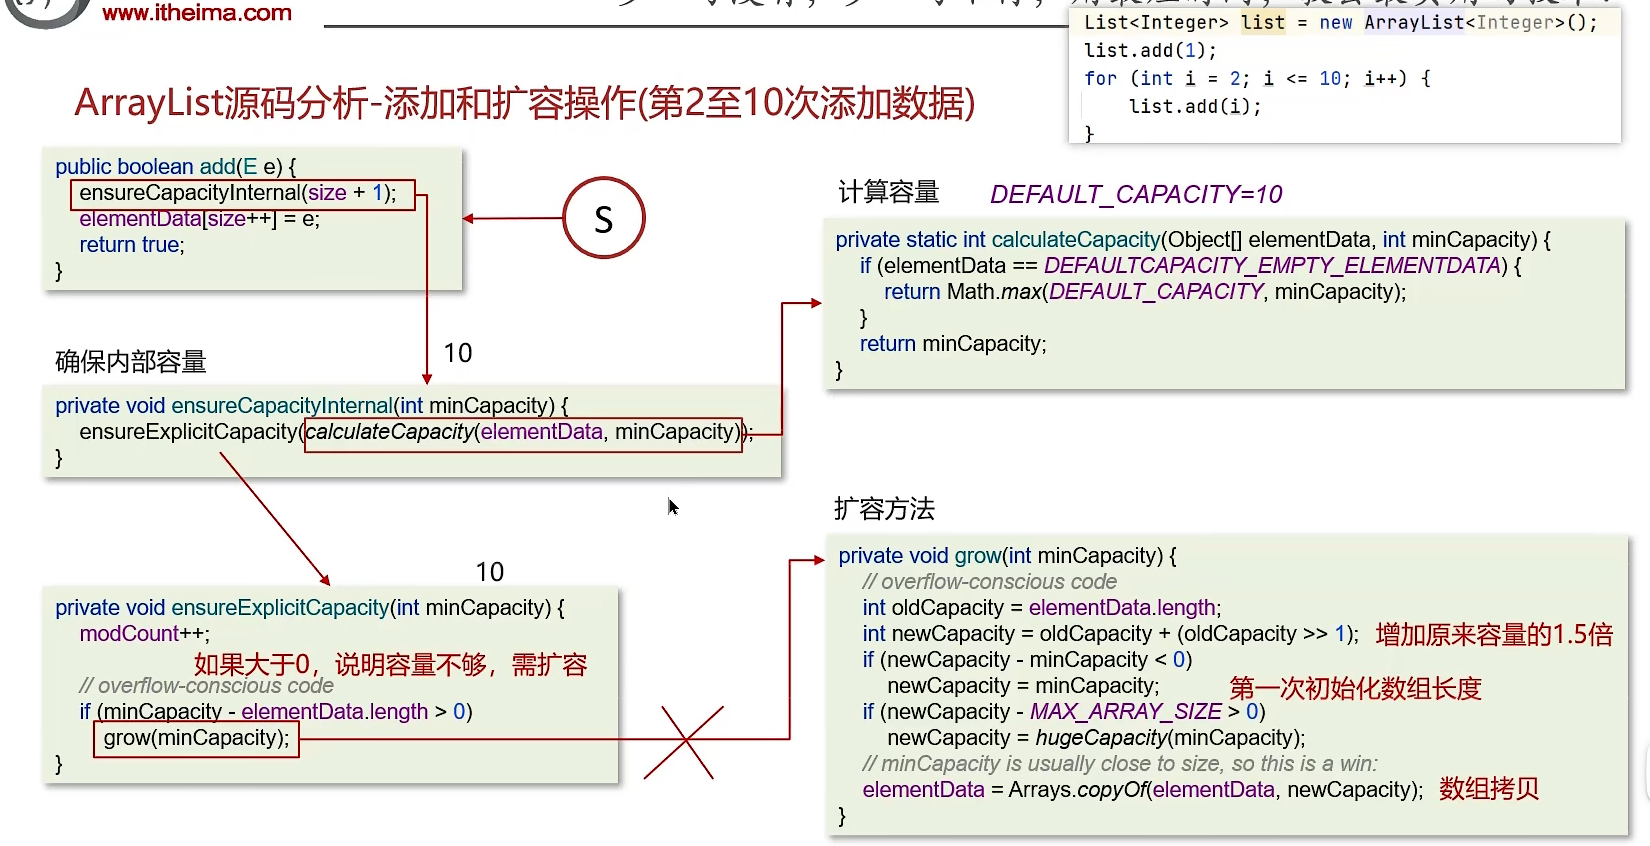 www.itheima.com
List<Integer> list = new ArrayList<Integer>();
list.add(1);
for (int i = 2; i <= 10; i++) {
list.add(i);
}
ArrayList源码分析-添加和扩容操作(第2至10次添加数据)
public boolean add(E e) {
ensureCapacityInternal(size + 1);
elementData[size++] = e;
return true;
}
S
计算容量
DEFAULT_CAPACITY=10
private static int calculateCapacity(Object[] elementData, int minCapacity) {
if (elementData == DEFAULTCAPACITY_EMPTY_ELEMENTDATA) {
return Math.max(DEFAULT_CAPACITY, minCapacity);
}
return minCapacity;
}
确保内部容量
10
private void ensureCapacityInternal(int minCapacity) {
ensureExplicitCapacity(calculateCapacity(elementData, minCapacity));
}
10
private void ensureExplicitCapacity(int minCapacity) {
modCount++;
如果大于0，说明容量不够，需扩容
// overflow-conscious code
if (minCapacity - elementData.length > 0)
grow(minCapacity);
}
扩容方法
private void grow(int minCapacity) {
// overflow-conscious code
int oldCapacity = elementData.length;
int newCapacity = oldCapacity + (oldCapacity >> 1); 增加原来容量的1.5倍
if (newCapacity - minCapacity < 0)
newCapacity = minCapacity; 第一次初始化数组长度
if (newCapacity - MAX_ARRAY_SIZE > 0)
newCapacity = hugeCapacity(minCapacity);
// minCapacity is usually close to size, so this is a win:
elementData = Arrays.copyOf(elementData, newCapacity); 数组拷贝
}